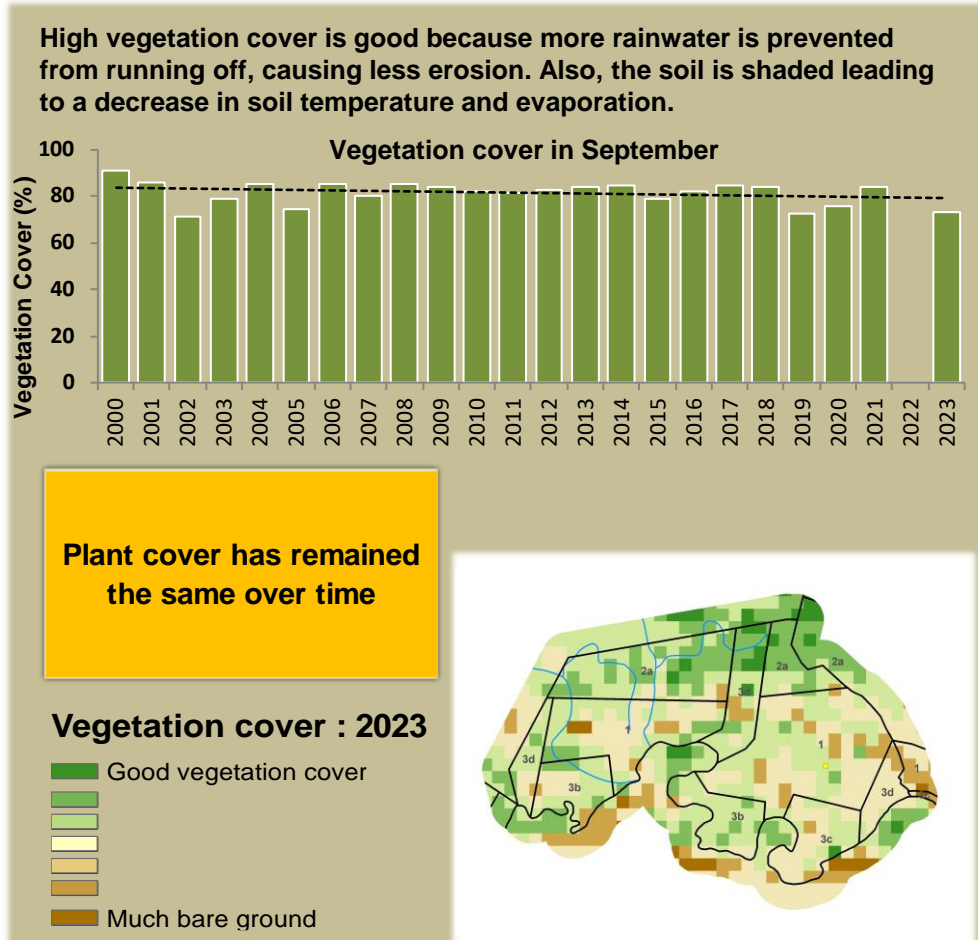 High vegetation cover is good because more rainwater is prevented
from running off, causing less erosion. Also, the soil is shaded leading
to a decrease in soil temperature and evaporation.
Vegetation cover in September
Vegetation Cover (%)
100
80
60
40
20
0
2000 2001 2002 2003 2004 2005 2006 2007 2008 2009 2010 2011 2012 2013 2014 2015 2016 2017 2018 2019 2020 2021 2022 2023
Plant cover has remained
the same over time
Vegetation cover : 2023
Good vegetation cover
Much bare ground
2a
2a
2a
3a
1
1
1
3d
3b
3d
3b
3c